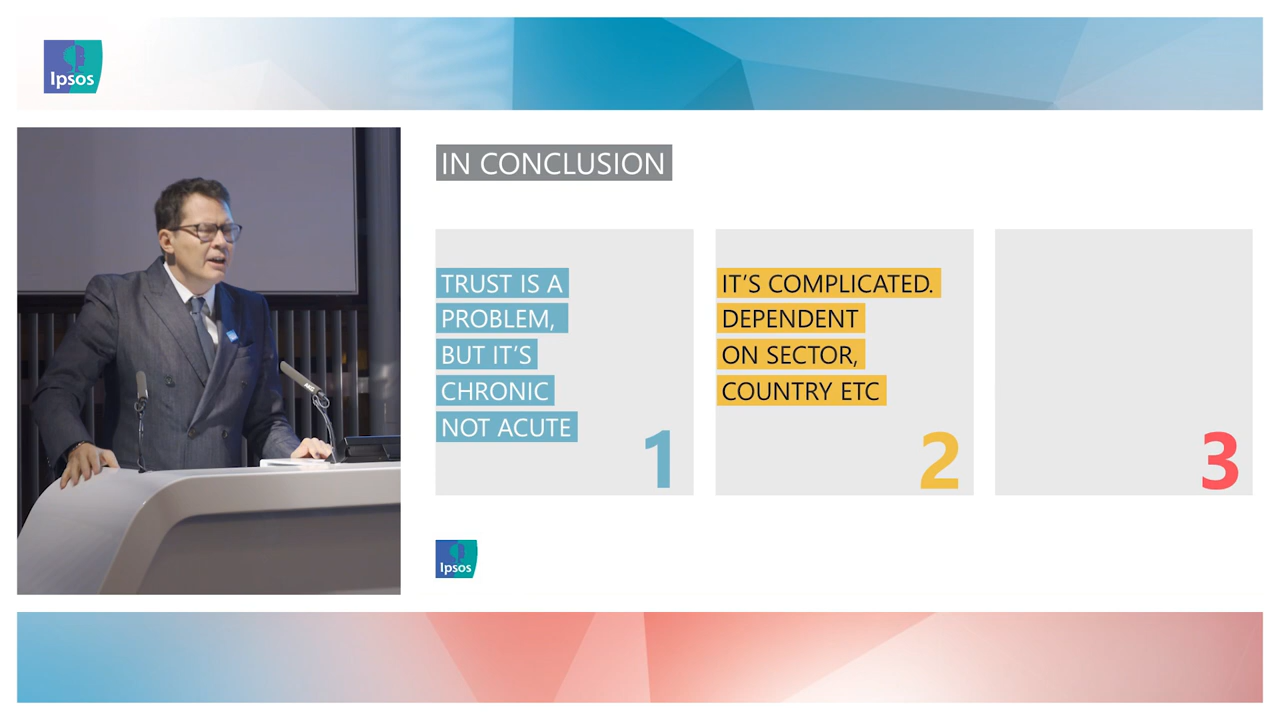 Ipsos
IN CONCLUSION
TRUST IS A
PROBLEM,
BUT IT'S
CHRONIC
NOT ACUTE
1
IT'S COMPLICATED.
DEPENDENT
ON SECTOR,
COUNTRY ETC
2
3
Ipsos